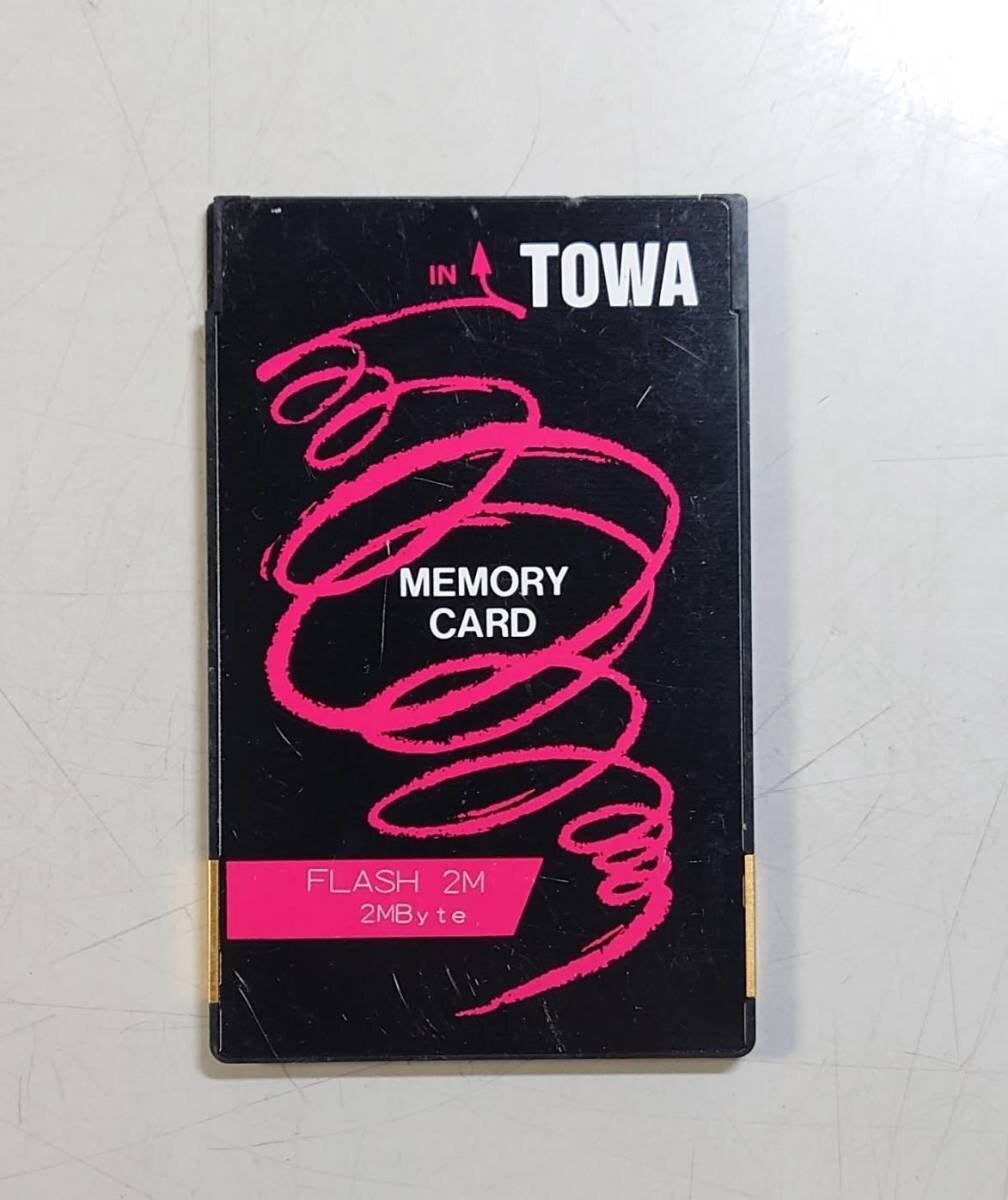 IN
TOWA
MEMORY
CARD
FLASH 2M
2MByte